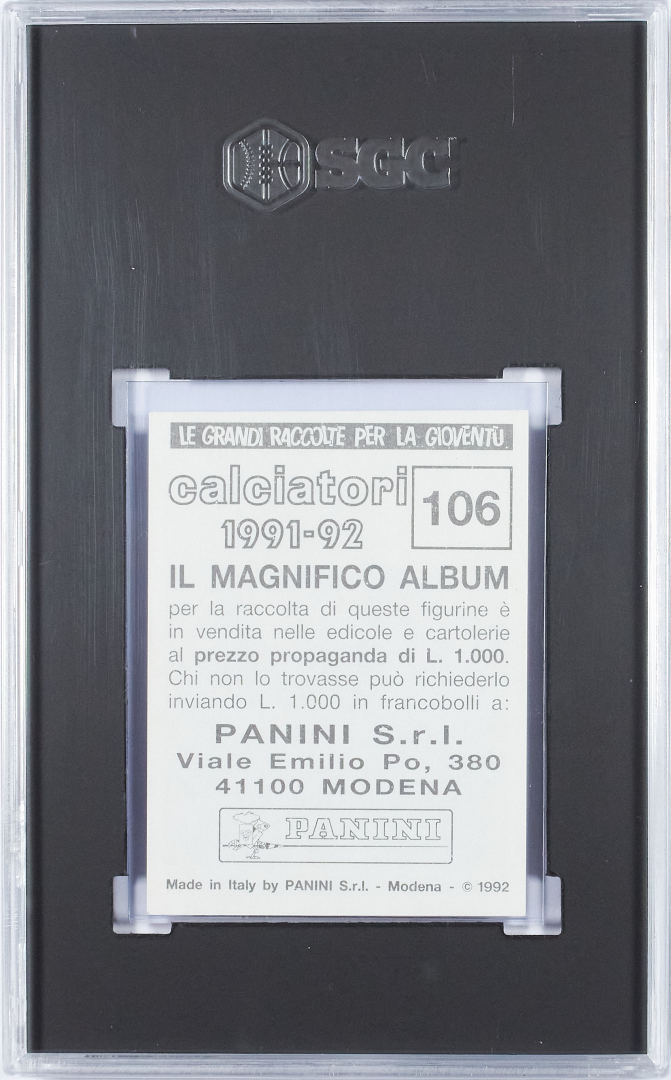 SGC
LE GRANDI RACCOLTE PER LA GIOVENTÙ
calciatori
1991-92
106
IL MAGNIFICO ALBUM
per la raccolta di queste figurine è
in vendita nelle edicole e cartolerie
al prezzo propaganda di L. 1.000.
Chi non lo trovasse può richiederlo
inviando L. 1.000 in francobolli a:
PANINI S.r.l.
Viale Emilio Po, 380
41100 MODENA
PANINI
Made in Italy by PANINI S.r.l. - Modena - © 1992